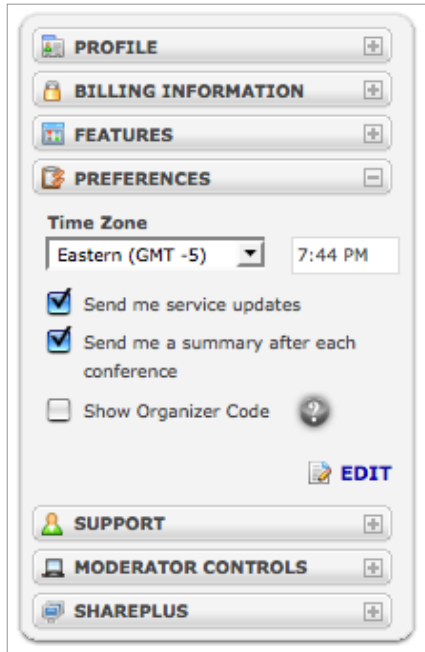 PROFILE
BILLING INFORMATION
FEATURES
PREFERENCES
Time Zone
Eastern (GMT -5) 7:44 PM
Send me service updates
Send me a summary after each
conference
Show Organizer Code ?
EDIT
SUPPORT
MODERATOR CONTROLS
SHAREPLUS